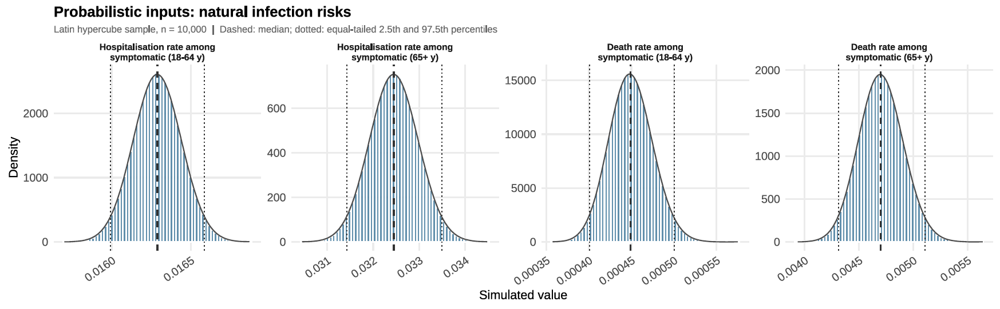 Probabilistic inputs: natural infection risks
Latin hypercube sample, n = 10,000 | Dashed: median; dotted: equal-tailed 2.5th and 97.5th percentiles
Hospitalisation rate among
symptomatic (18-64 y)
Hospitalisation rate among
symptomatic (65+ y)
Death rate among
symptomatic (18-64 y)
Death rate among
symptomatic (65+ y)
Density
2000
1000
0
0.0160
0.0165
600
400
200
0
0.031
0.032
0.033
0.034
15000
10000
5000
0
0.00035
0.00040
0.00045
0.00050
0.00055
2000
1500
1000
500
0
0.0040
0.0045
0.0050
0.0055
Simulated value